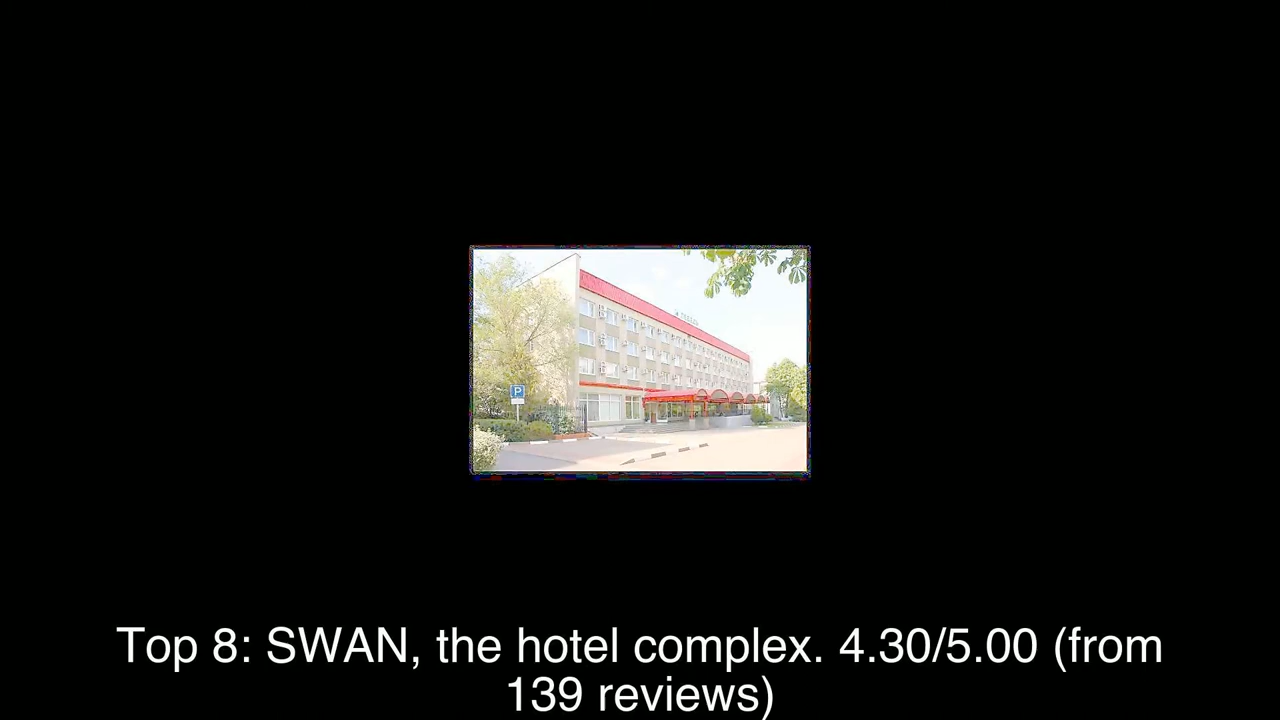 P
Top 8: SWAN, the hotel complex. 4.30/5.00 (from
139 reviews)